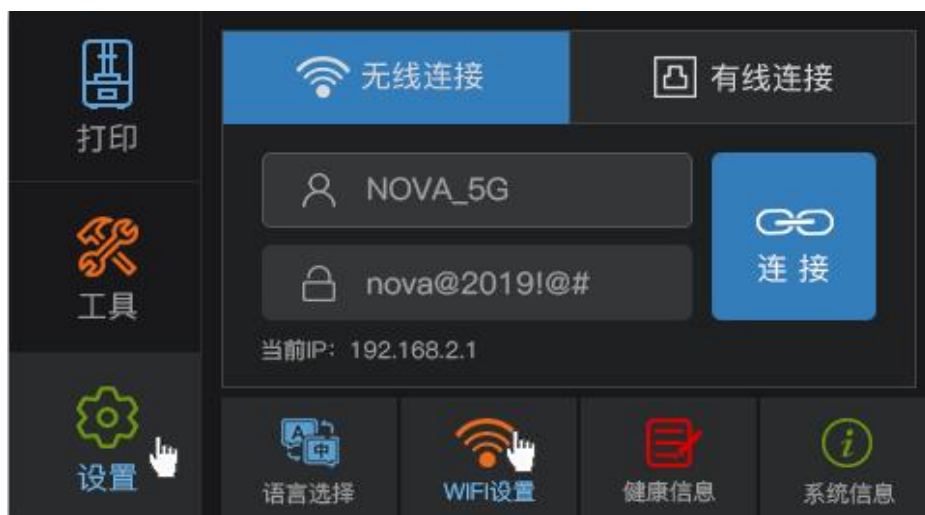 打印
工具
设置
无线连接
有线连接
NOVA_5G
nova@2019!@#
连 接
当前IP: 192.168.2.1
A
中
语言选择
WIFI设置
健康信息
i
系统信息